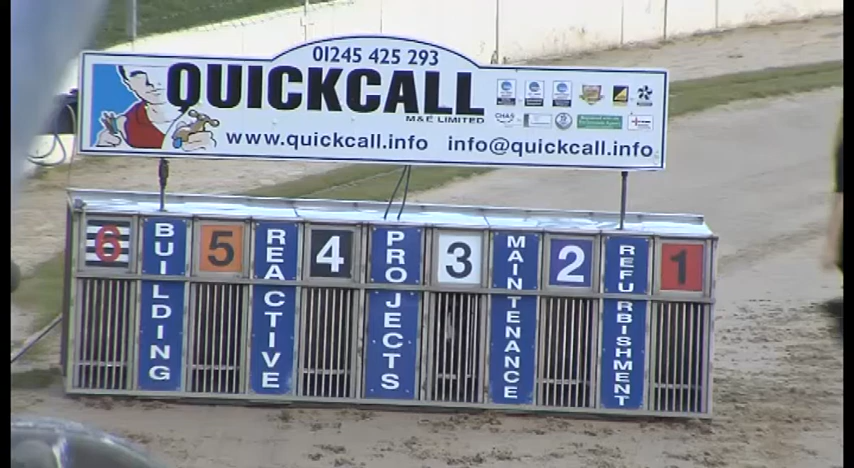 01245 425 293
QUICKCALL
M&E LIMITED
www.quickcall.info info@quickcall.info
CHAS
6 5 4 3 2 1
BUILDING
REACTIVE
PROJECTS
MAINTENANCE
REFURBISHMENT